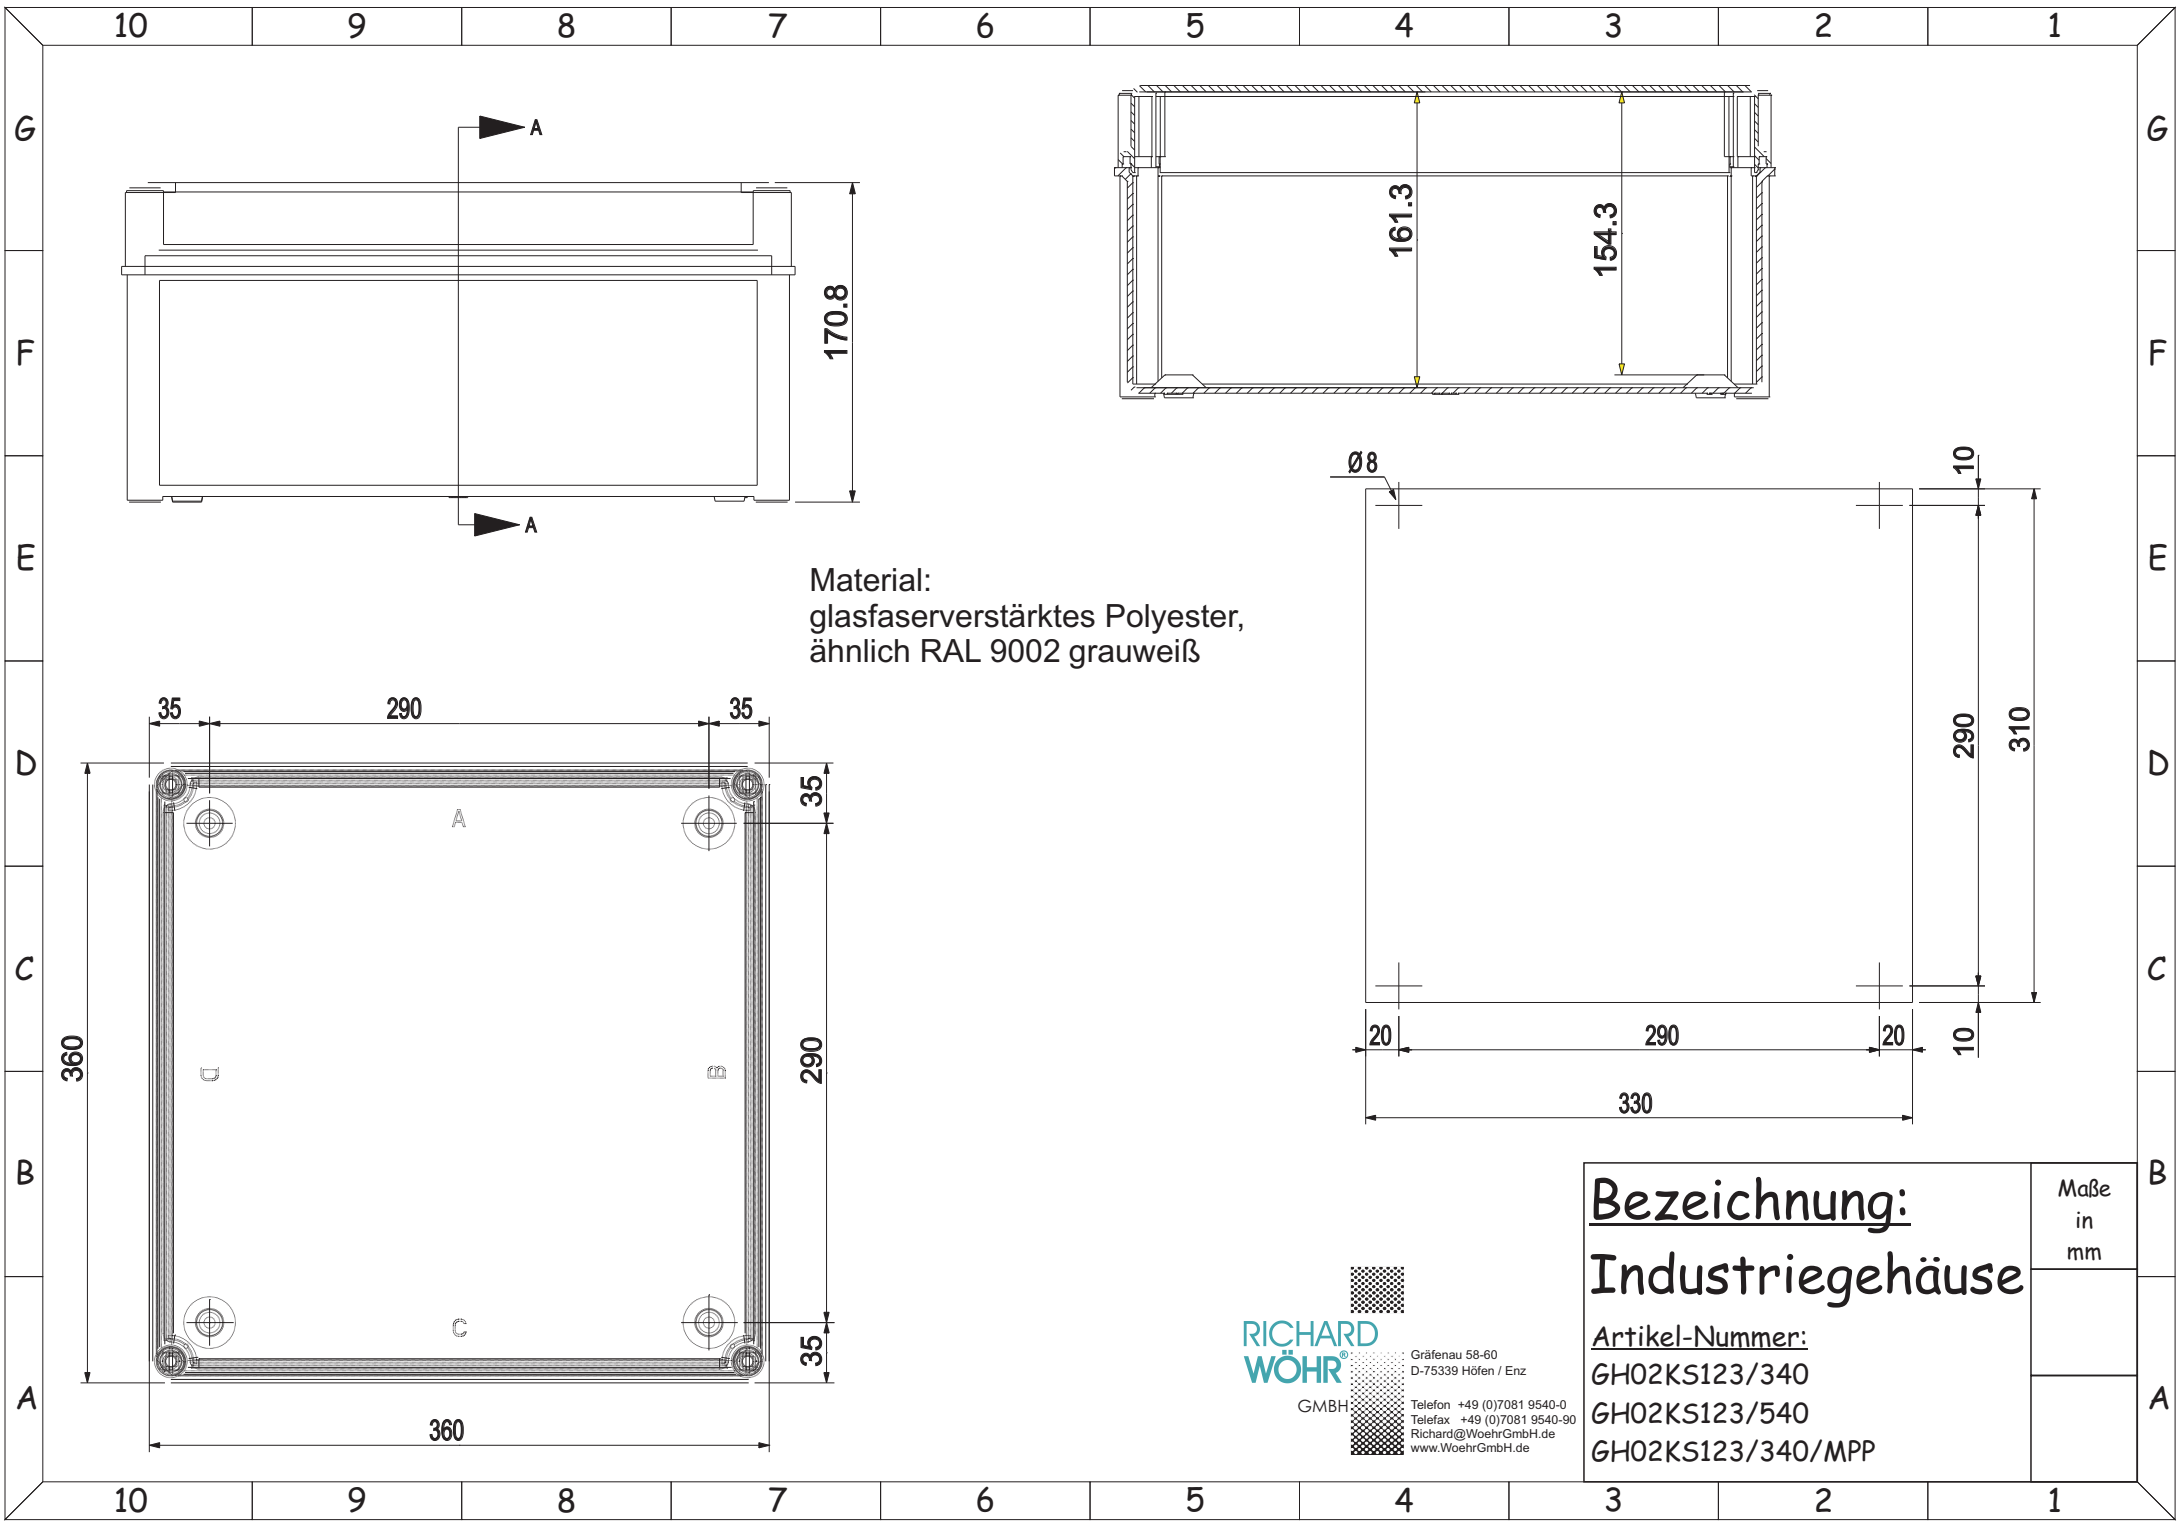 10 9 8 7 6 5 4 3 2 1
G
F
E
D
C
B
A
G
F
E
D
C
B
A
A
A
170.8
161.3
154.3
Ø8
10
290
310
10
20 290 20
330
Material:
glasfaserverstärktes Polyester,
ähnlich RAL 9002 grauweiß
35 290 35
35
290
35
360
360
A
B
C
D
RICHARD
WÖHR®
GMBH
Gräfenau 58-60
D-75339 Höfen / Enz
Telefon +49 (0)7081 9540-0
Telefax +49 (0)7081 9540-90
Richard@WoehrGmbH.de
www.WoehrGmbH.de
Bezeichnung:
Industriegehäuse
Artikel-Nummer:
GH02KS123/340
GH02KS123/540
GH02KS123/340/MPP
Maße
in
mm
10 9 8 7 6 5 4 3 2 1